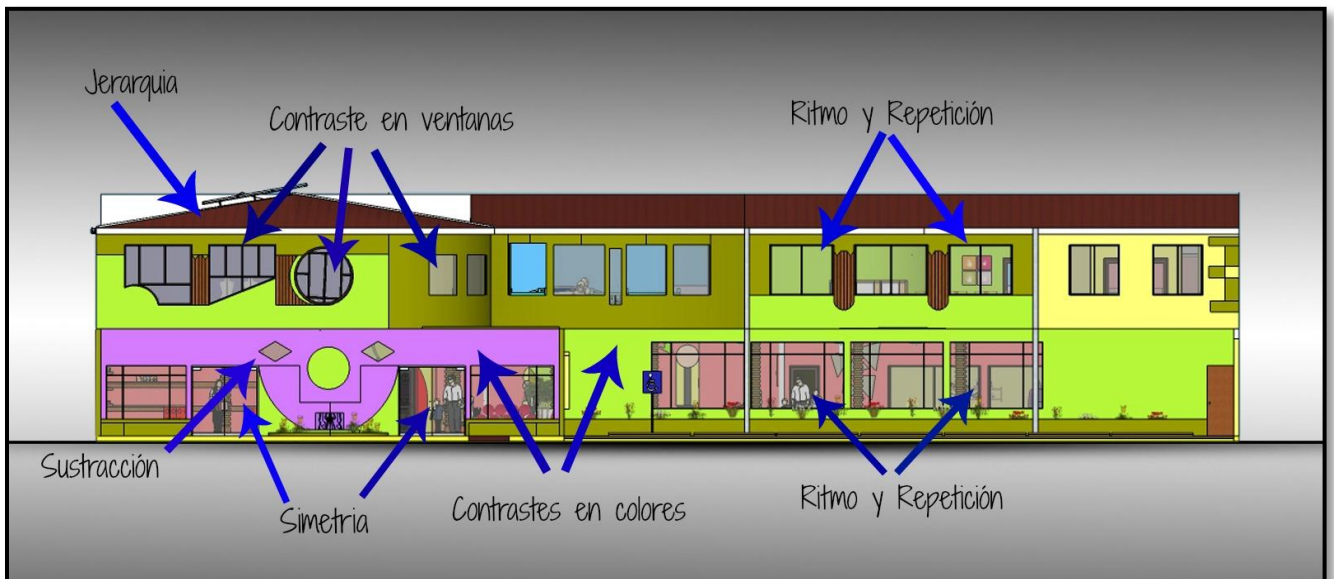 Jerarquia
Contraste en ventanas
Ritmo y Repetición
Sustracción
Simetria
Contrastes en colores
Ritmo y Repetición